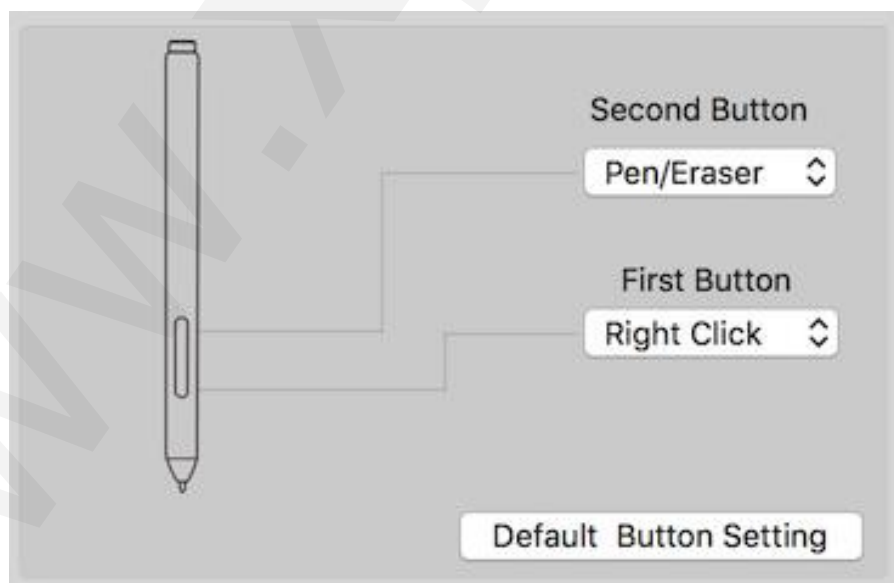 Second Button
Pen/Eraser
First Button
Right Click
Default Button Setting